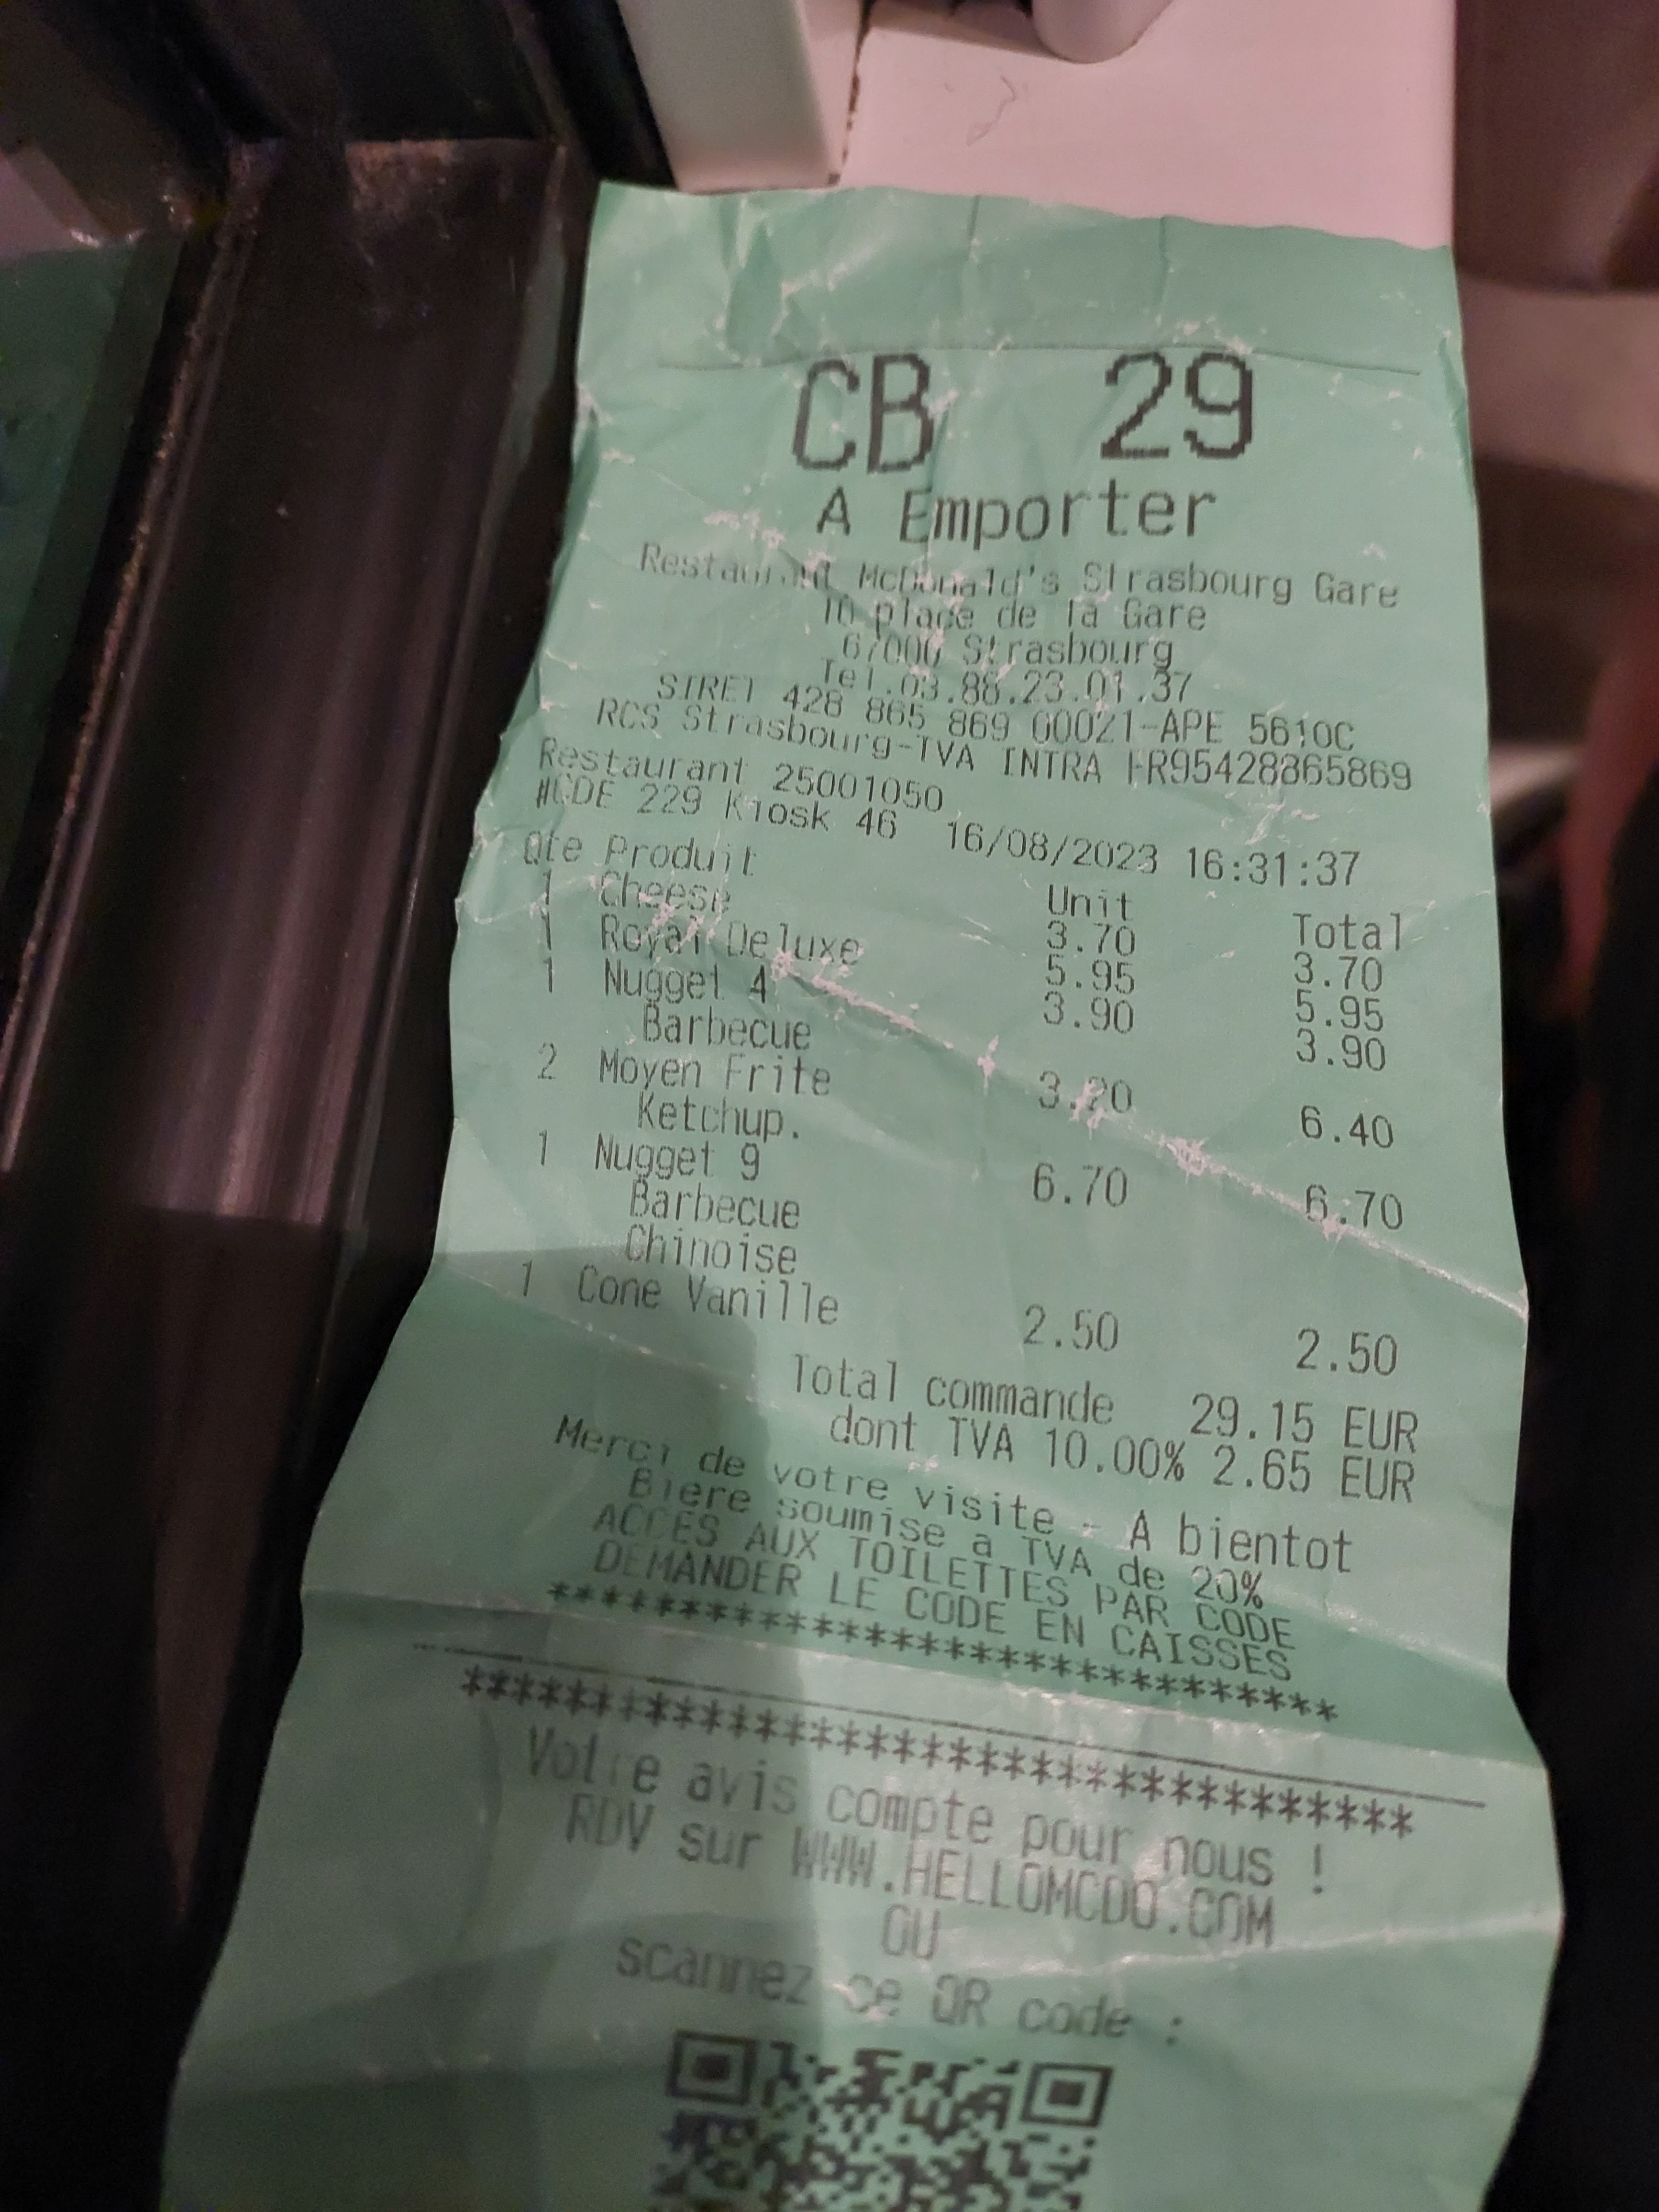 CB 29
A Emporter
Restaurant McDonald's Strasbourg Gare
10 place de la Gare
67000 Strasbourg
Tel.03.88.23.01.37
SIRET 428 865 869 00021-APE 5610C
RCS Strasbourg-TVA INTRA FR95428865869
Restaurant 25001050
#CDE 229 Kiosk 46 16/08/2023 16:31:37
Qte Produit Unit Total
1 Cheese 3.70 3.70
1 Royal Deluxe 5.95 5.95
1 Nugget 4 3.90 3.90
Barbecue
2 Moyen Frite 3.20 6.40
Ketchup.
1 Nugget 9 6.70 6.70
Barbecue
Chinoise
1 Cone Vanille 2.50 2.50
Total commande 29.15 EUR
dont TVA 10.00% 2.65 EUR
Merci de votre visite - A bientot
Biere soumise a TVA de 20%
ACCES AUX TOILETTES PAR CODE
DEMANDER LE CODE EN CAISSES
******************************
***********************************
Votre avis compte pour nous !
RDV sur WWW.HELLOMCDO.COM
OU
scannez ce QR code :